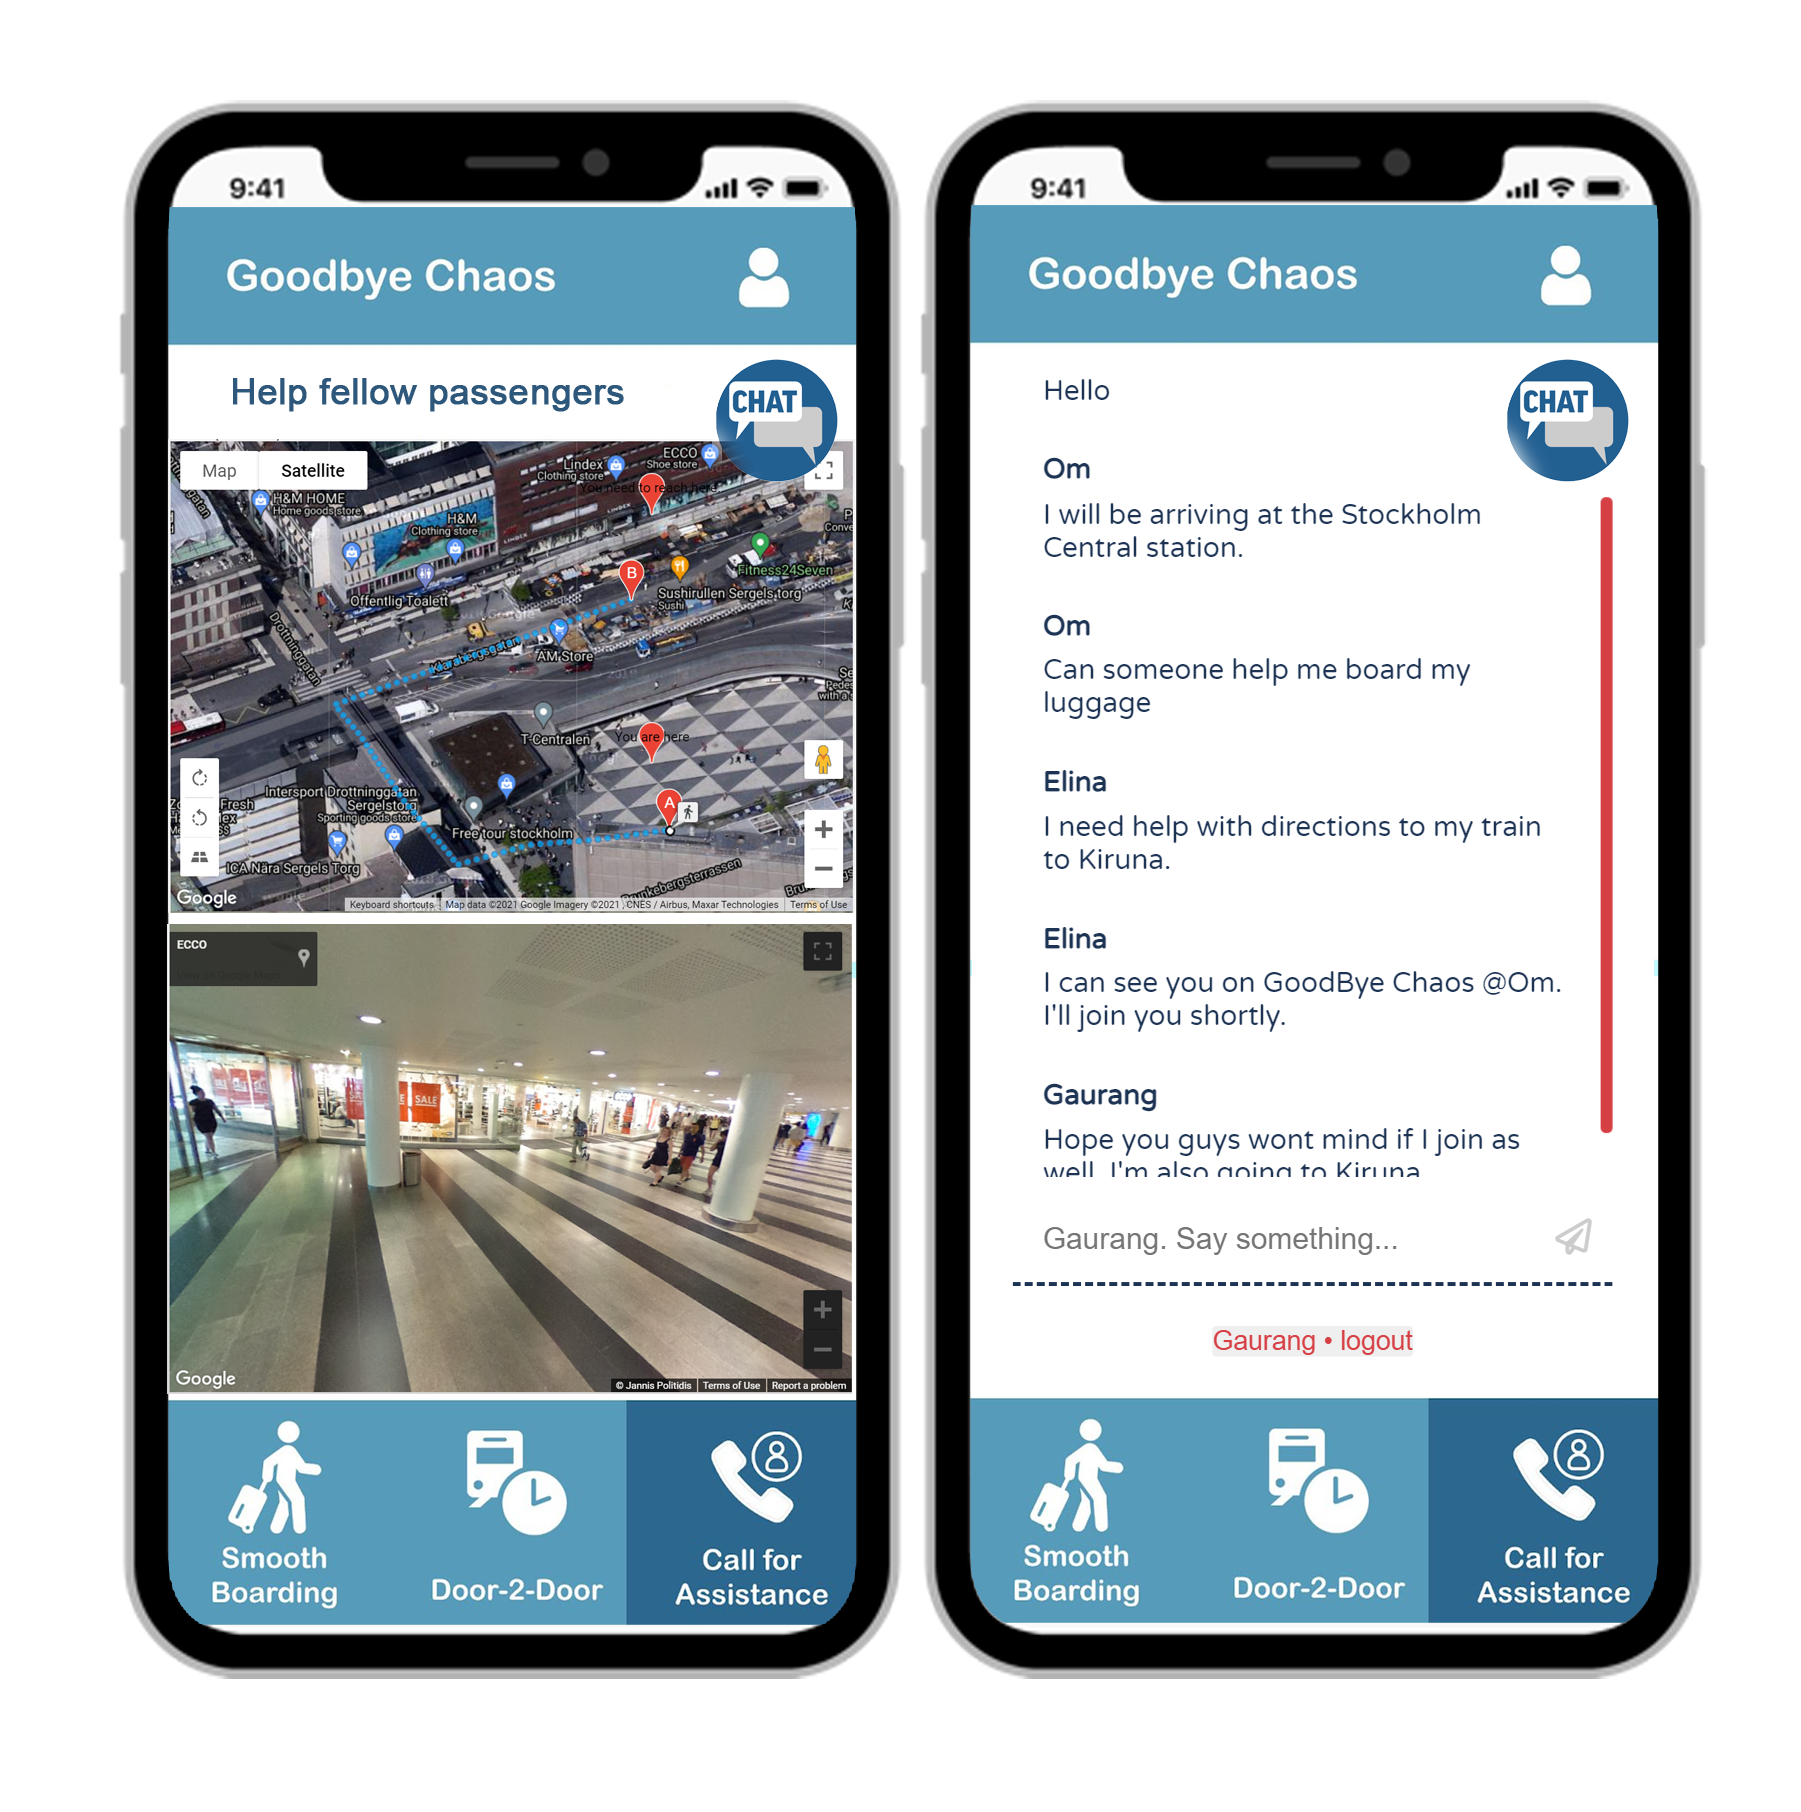 9:41
Goodbye Chaos
Help fellow passengers
CHAT
Map
Satellite
Lindex
Clothing store
ECCO
Shoe store
You need to reach here
H&M HOME
Home goods store
H&M
Clothing store
LINDEX
Fitness24Seven
B
Offentlig Toalett
Sushirullen Sergels torg
Sushi
Drottninggatan
Klarabergsgatan
AM Store
T-Centralen
You are here
Intersport Drottninggatan
Sergelstorg
Sporting goods store
A
Free tour stockholm
ICA Nära Sergels Torg
Brunkebergsterrassen
Google
Keyboard shortcuts
Map data ©2021 Google Imagery ©2021 , CNES / Airbus, Maxar Technologies
Terms of Use
ECCO
View on Google Maps
SALE
Google
© Jannis Politidis
Terms of Use
Report a problem
Smooth
Boarding
Door-2-Door
Call for
Assistance
9:41
Goodbye Chaos
CHAT
Hello
Om
I will be arriving at the Stockholm
Central station.
Om
Can someone help me board my
luggage
Elina
I need help with directions to my train
to Kiruna.
Elina
I can see you on GoodBye Chaos @Om.
I'll join you shortly.
Gaurang
Hope you guys wont mind if I join as
well. I'm also going to Kiruna
Gaurang. Say something...
Gaurang • logout
Smooth
Boarding
Door-2-Door
Call for
Assistance